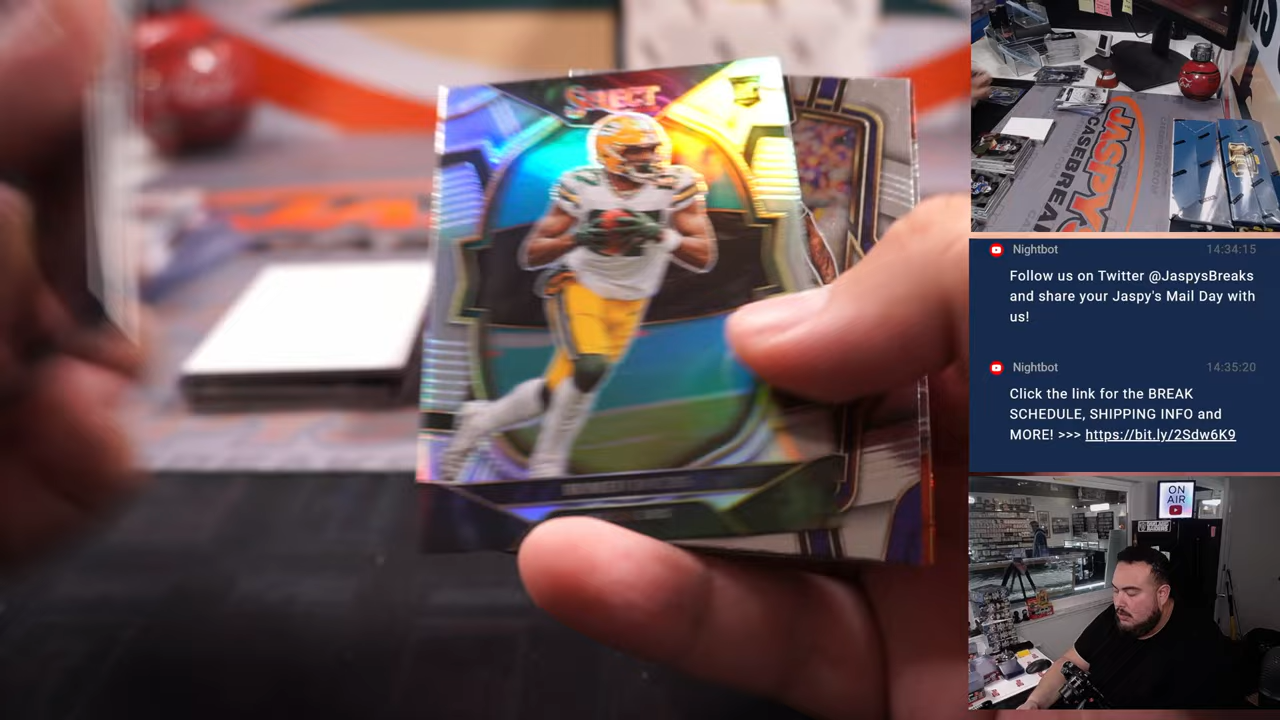 SELECT
JASPY'S
CASEBREAKS
Nightbot 14:34:15
Follow us on Twitter @JaspysBreaks
and share your Jaspy's Mail Day with
us!
Nightbot 14:35:20
Click the link for the BREAK
SCHEDULE, SHIPPING INFO and
MORE! >>> https://bit.ly/2Sdw6K9
ON
AIR